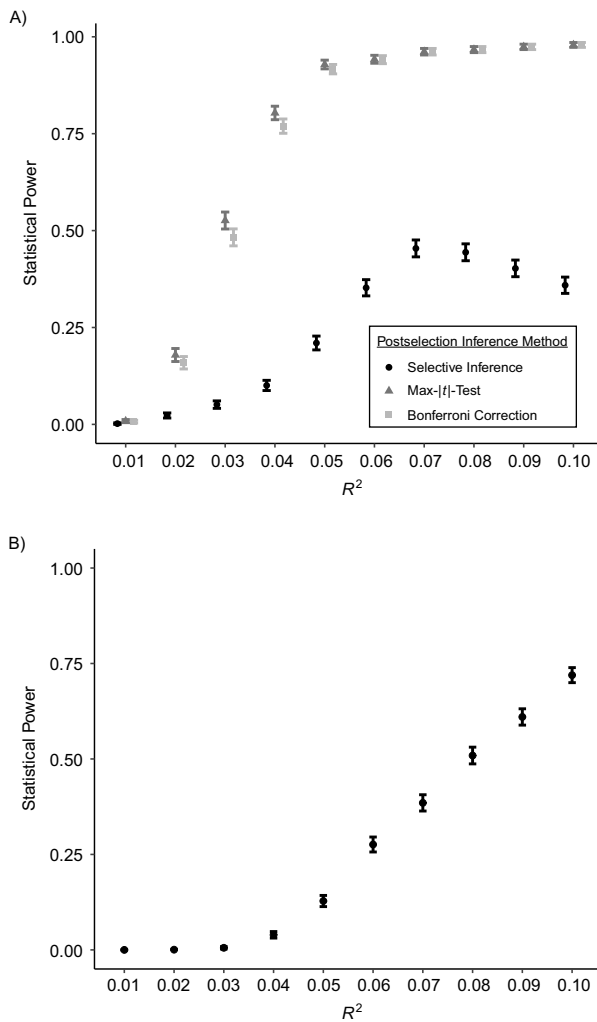 A)
1.00
0.75
0.50
0.25
0.00
Statistical Power
Postselection Inference Method
Selective Inference
Max-|t|-Test
Bonferroni Correction
0.01 0.02 0.03 0.04 0.05 0.06 0.07 0.08 0.09 0.10
R²
B)
1.00
0.75
0.50
0.25
0.00
Statistical Power
0.01 0.02 0.03 0.04 0.05 0.06 0.07 0.08 0.09 0.10
R²